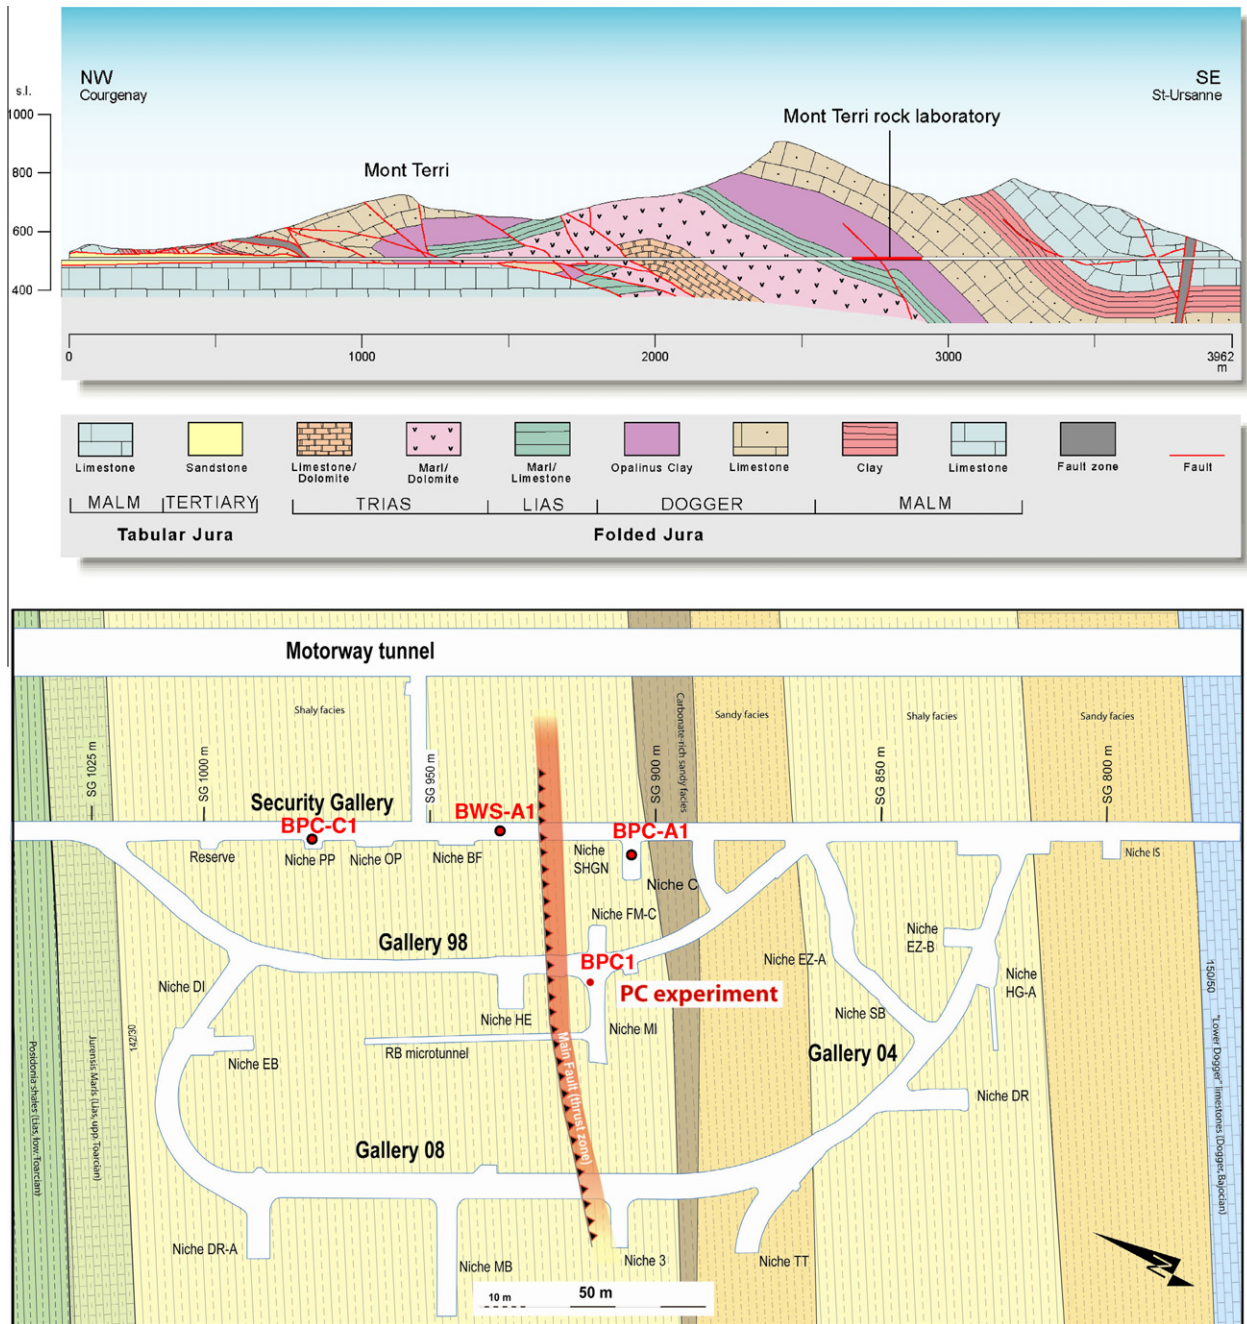 NW
Courgenay
SE
St-Ursanne
s.l.
1000
800
600
400
Mont Terri
Mont Terri rock laboratory
0
1000
2000
3000
3962
m
Limestone
Sandstone
Limestone/
Dolomite
Marl/
Dolomite
Marl/
Limestone
Opalinus Clay
Limestone
Clay
Limestone
Fault zone
Fault
MALM
TERTIARY
TRIAS
LIAS
DOGGER
MALM
Tabular Jura
Folded Jura
Motorway tunnel
Shaly facies
Carbonate-rich sandy facies
Sandy facies
Shaly facies
Sandy facies
SG 1025 m
SG 1000 m
SG 950 m
SG 900 m
SG 850 m
SG 800 m
Security Gallery
BPC-C1
BWS-A1
BPC-A1
Reserve
Niche PP
Niche OP
Niche BF
Niche
SHGN
Niche C
Niche IS
Niche FM-C
Gallery 98
BPC1
PC experiment
Niche EZ-A
Niche
EZ-B
Niche
HG-A
Niche DI
Niche HE
Niche MI
Niche SB
Niche EB
RB microtunnel
Gallery 04
Niche DR
Main Fault (thrust zone)
Gallery 08
Niche DR-A
Niche MB
Niche 3
Niche TT
142/30
150/50
Posidonia shales (Lias, low. Toarcian)
Jurensis Marls (Lias, upp. Toarcian)
"Lower Dogger" limestones (Dogger, Bajocian)
10 m
50 m
N